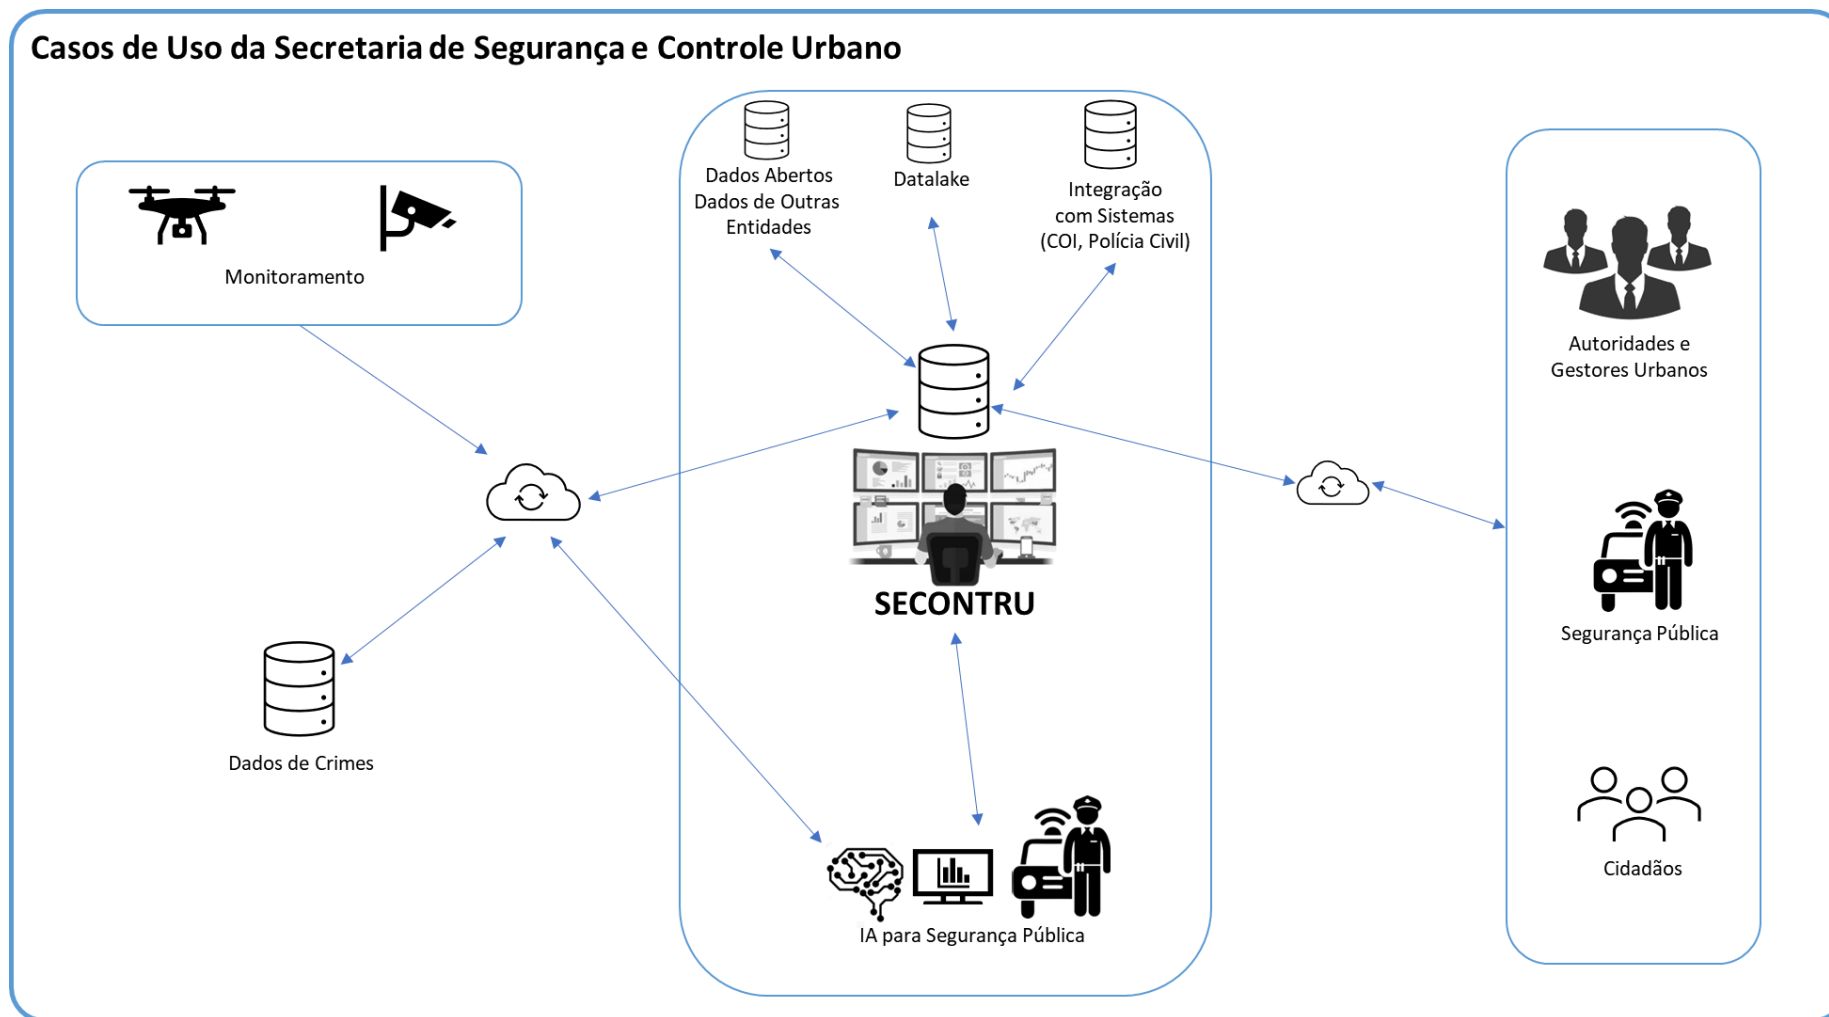 Casos de Uso da Secretaria de Segurança e Controle Urbano
Dados Abertos
Dados de Outras
Entidades
Datalake
Integração
com Sistemas
(COI, Polícia Civil)
Monitoramento
Autoridades e
Gestores Urbanos
SECONTRU
Segurança Pública
Dados de Crimes
Cidadãos
IA para Segurança Pública